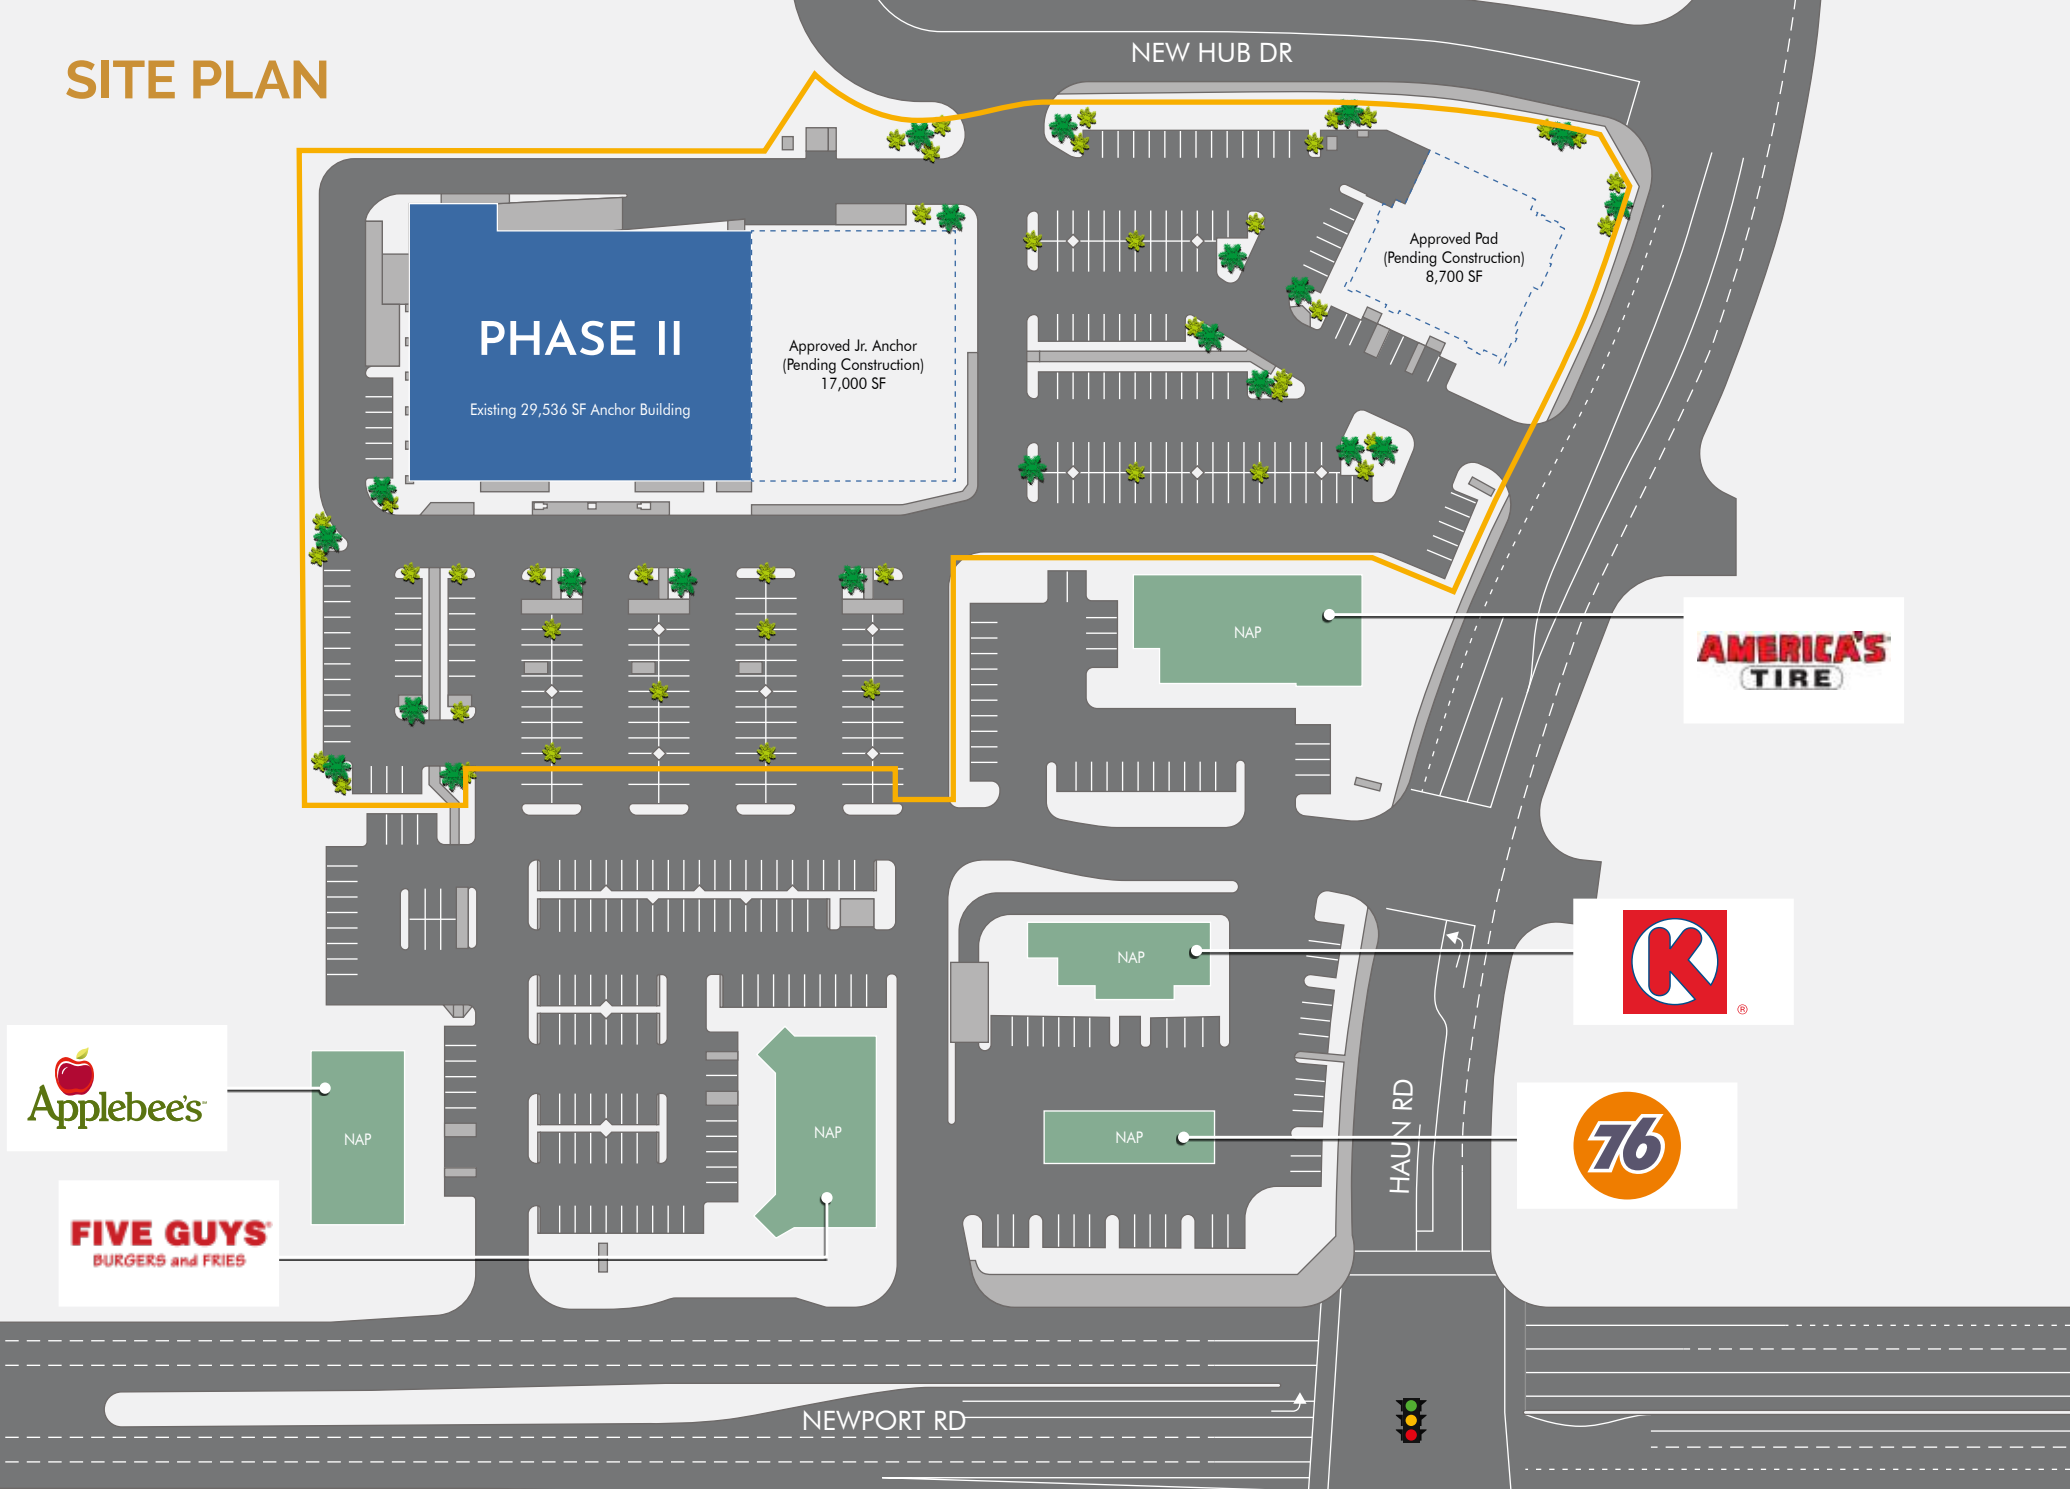 SITE PLAN
NEW HUB DR
Approved Pad
(Pending Construction)
8,700 SF
PHASE II
Existing 29,536 SF Anchor Building
Approved Jr. Anchor
(Pending Construction)
17,000 SF
NAP
AMERICA'S
TIRE
NAP
K
®
Applebee's
NAP
NAP
NAP
76
HAUN RD
FIVE GUYS®
BURGERS and FRIES
NEWPORT RD